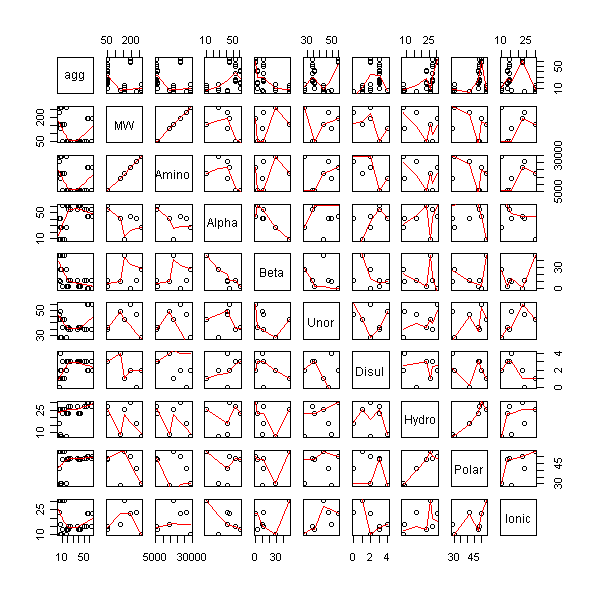 50 200 10 50 30 50 10 25 10 25
agg 10 50
50 200 MW
Amino 5000 30000
10 50 Alpha
Beta 0 30
30 50 Unor
Disul 0 2 4
10 25 Hydro
Polar 30 45
10 25 Ionic
10 50 5000 30000 0 30 0 2 4 30 45